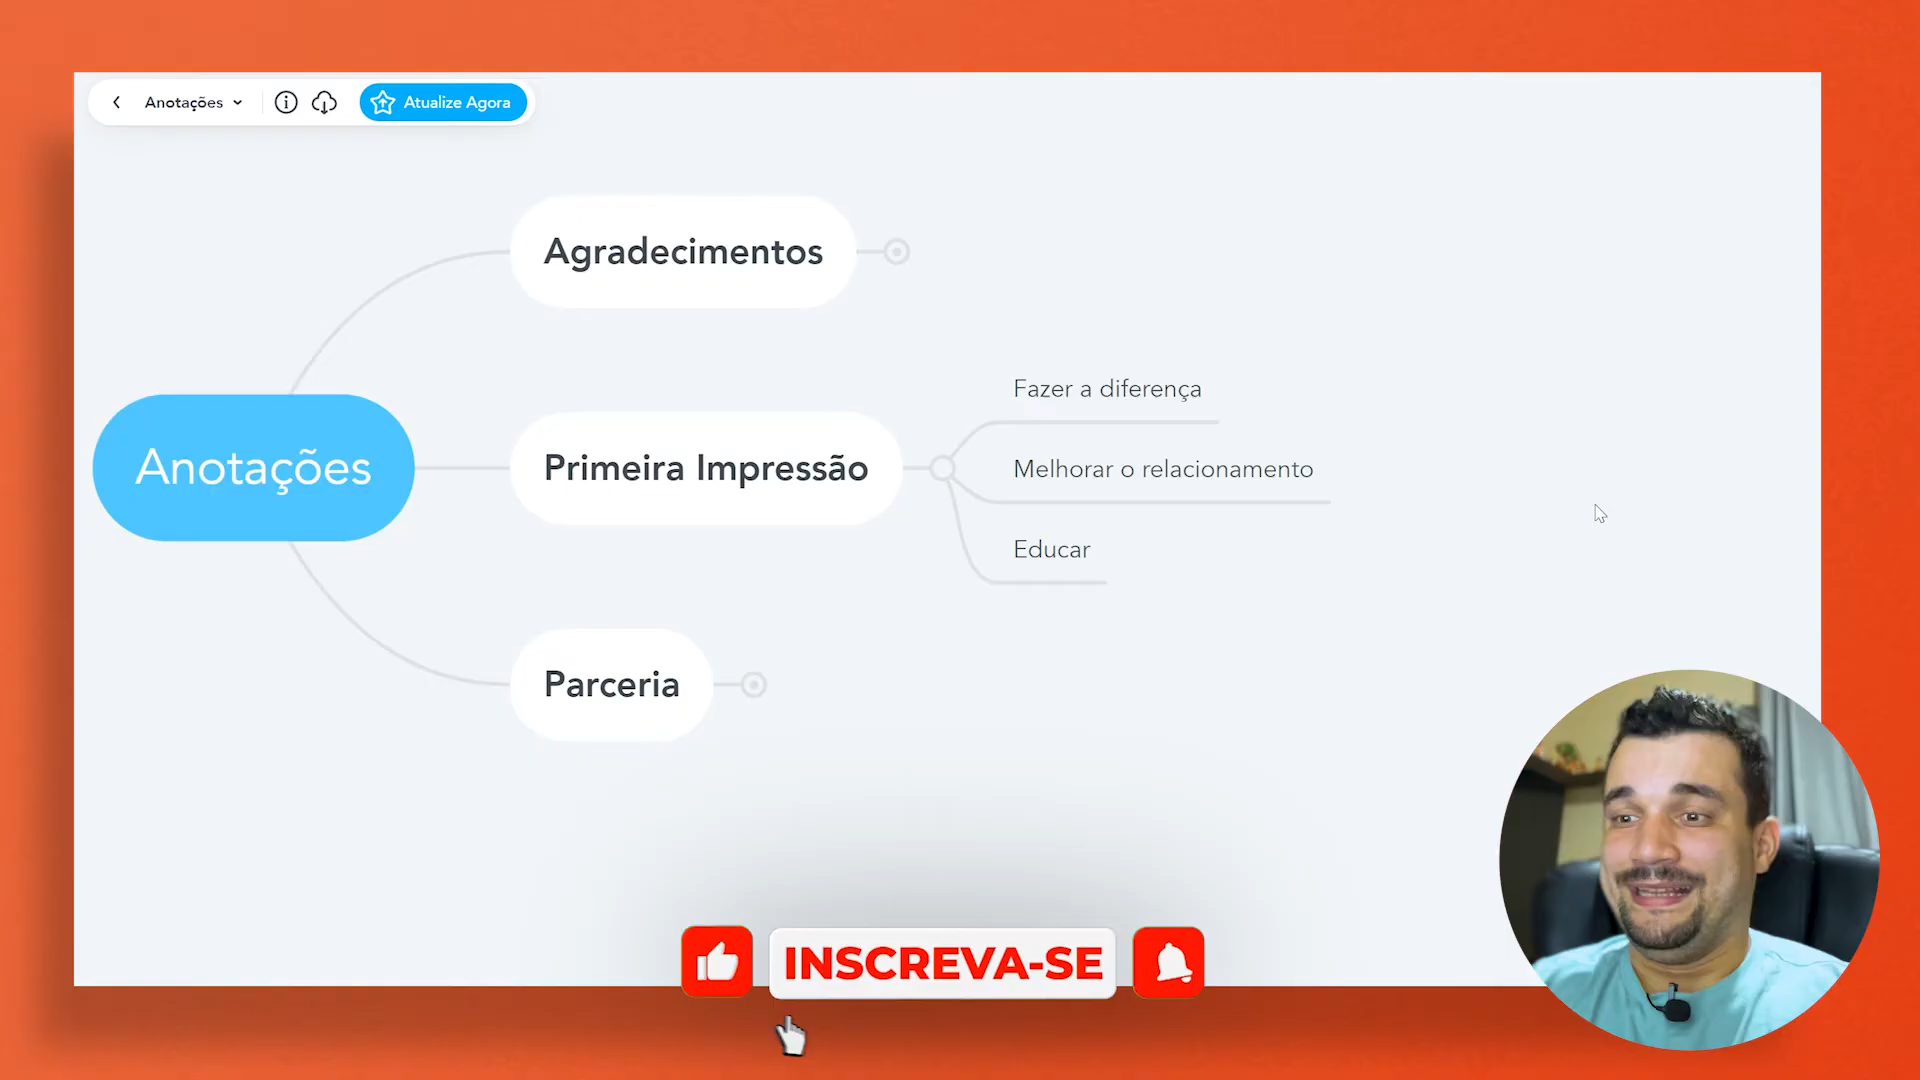 Anotações
Atualize Agora
Agradecimentos
Fazer a diferença
Anotações
Primeira Impressão
Melhorar o relacionamento
Educar
Parceria
INSCREVA-SE